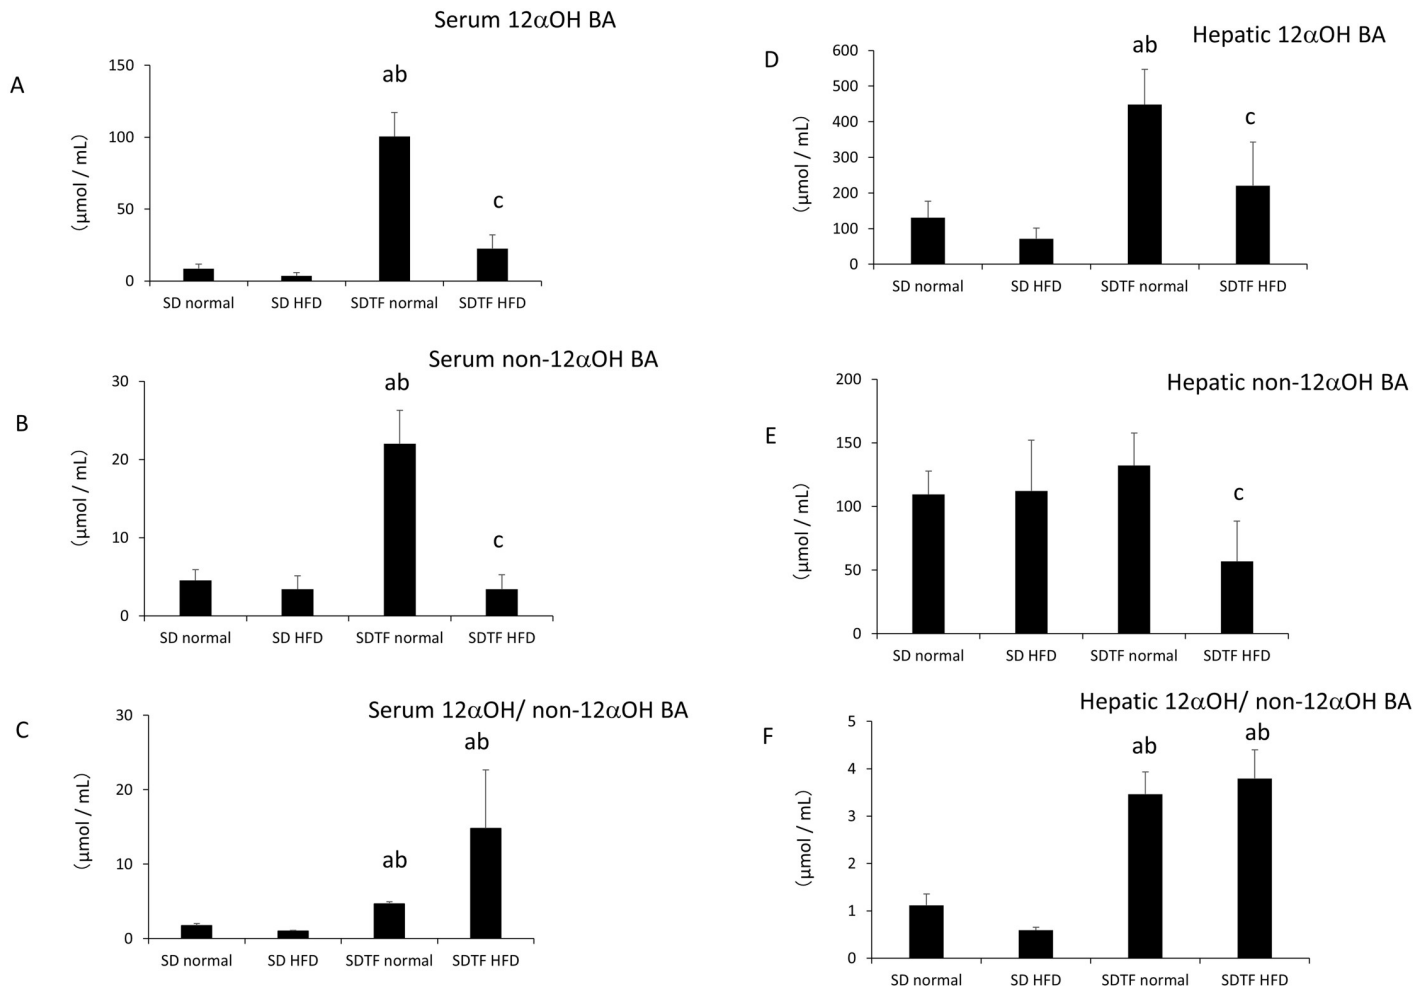 Serum 12αOH BA
A
(μmol / mL)
150
100
50
0
ab
c
SD normal SD HFD SDTF normal SDTF HFD
Serum non-12αOH BA
B
(μmol / mL)
30
20
10
0
ab
c
SD normal SD HFD SDTF normal SDTF HFD
Serum 12αOH/ non-12αOH BA
C
(μmol / mL)
30
20
10
0
ab
ab
SD normal SD HFD SDTF normal SDTF HFD
Hepatic 12αOH BA
D
(μmol / mL)
600
500
400
300
200
100
0
ab
c
SD normal SD HFD SDTF normal SDTF HFD
Hepatic non-12αOH BA
E
(μmol / mL)
200
150
100
50
0
c
SD normal SD HFD SDTF normal SDTF HFD
Hepatic 12αOH/ non-12αOH BA
F
(μmol / mL)
5
4
3
2
1
0
ab
ab
SD normal SD HFD SDTF normal SDTF HFD